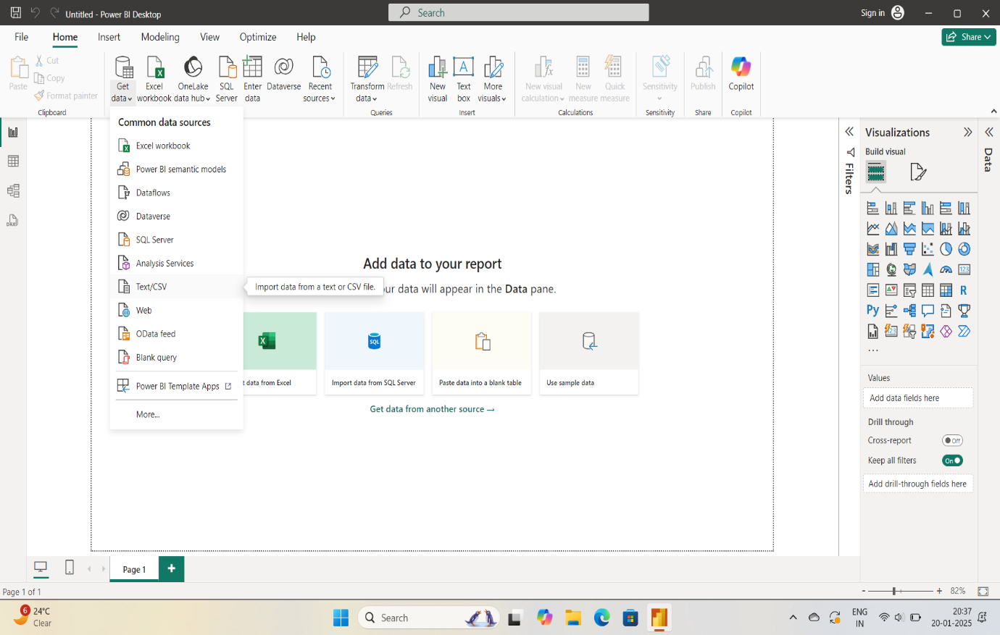 Untitled - Power BI Desktop
Search
Sign in
File Home Insert Modeling View Optimize Help
Share
Paste
Cut
Copy
Format painter
Clipboard
Get data
Excel workbook
OneLake data hub
SQL Server
Enter data
Dataverse
Recent sources
Transform data
Refresh
Queries
New visual
Text box
More visuals
Insert
New visual calculation
New measure
Quick measure
Calculations
Sensitivity
Sensitivity
Publish
Share
Copilot
Copilot
Common data sources
Excel workbook
Power BI semantic models
Dataflows
Dataverse
SQL Server
Analysis Services
Text/CSV
Web
OData feed
Blank query
Power BI Template Apps
More...
Import data from a text or CSV file.
Add data to your report
our data will appear in the Data pane.
t data from Excel
SQL
Import data from SQL Server
Paste data into a blank table
Use sample data
Get data from another source →
Filters
Visualizations
Build visual
123
R
Py
...
Values
Add data fields here
Drill through
Cross-report
Off
Keep all filters
On
Add drill-through fields here
Data
DAX
Page 1
+
Page 1 of 1
- + 82%
6
24°C
Clear
Search
ENG
IN
20:37
20-01-2025